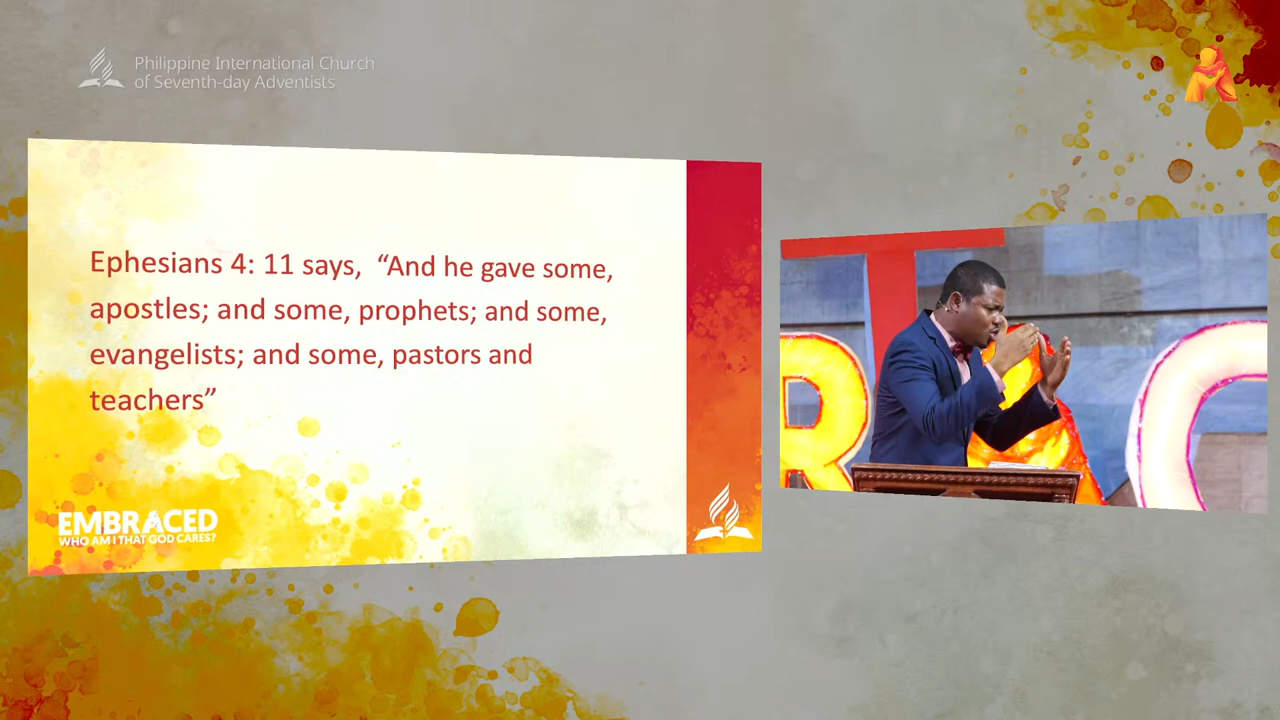 Philippine International Church
of Seventh-day Adventists
Ephesians 4: 11 says,  “And he gave some,
apostles; and some, prophets; and some,
evangelists; and some, pastors and
teachers”
EMBRACED
WHO AM I THAT GOD CARES?
T
R A C